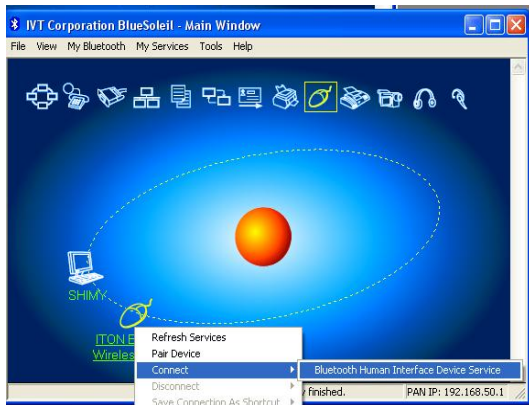 IVT Corporation BlueSoleil - Main Window
File View My Bluetooth My Services Tools Help
SHIMY
ITON B
Wireles
Refresh Services
Pair Device
Connect
Bluetooth Human Interface Device Service
Disconnect
Save Connection As Shortcut
finished.
PAN IP: 192.168.50.1